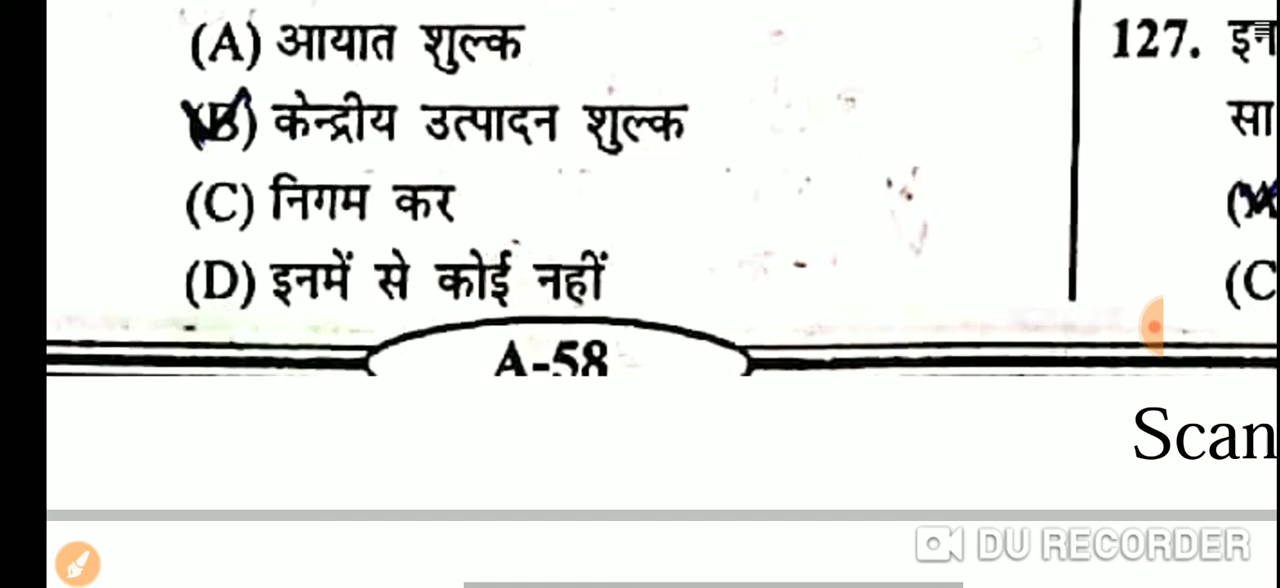 (A) आयात शुल्क
(B) केन्द्रीय उत्पादन शुल्क
(C) निगम कर
(D) इनमें से कोई नहीं
A-58
127.
(C
Scan
DU RECORDER